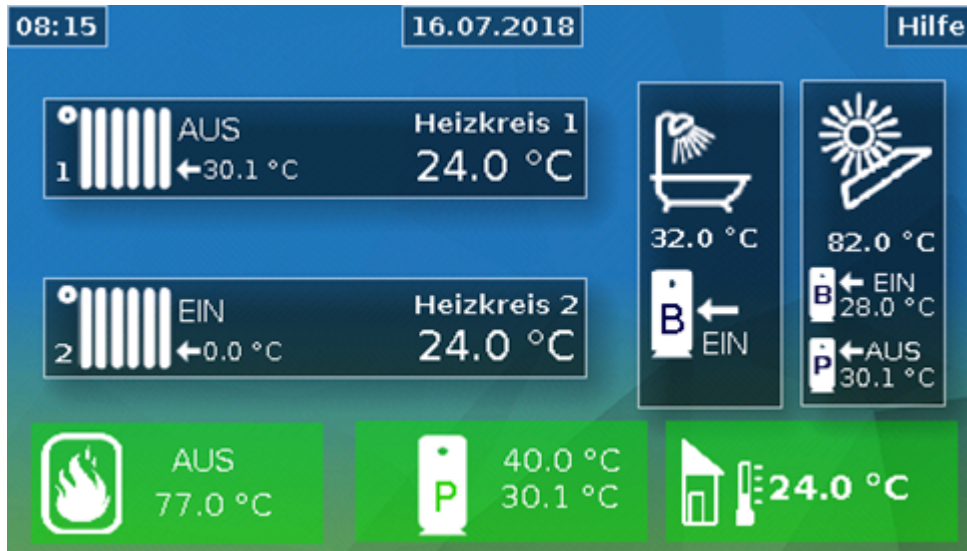 08:15
16.07.2018
Hilfe
AUS
Heizkreis 1
1
←30.1 °C
24.0 °C
EIN
Heizkreis 2
2
←0.0 °C
24.0 °C
32.0 °C
B
←
EIN
82.0 °C
B
← EIN
28.0 °C
P
←AUS
30.1 °C
AUS
77.0 °C
P
40.0 °C
30.1 °C
24.0 °C